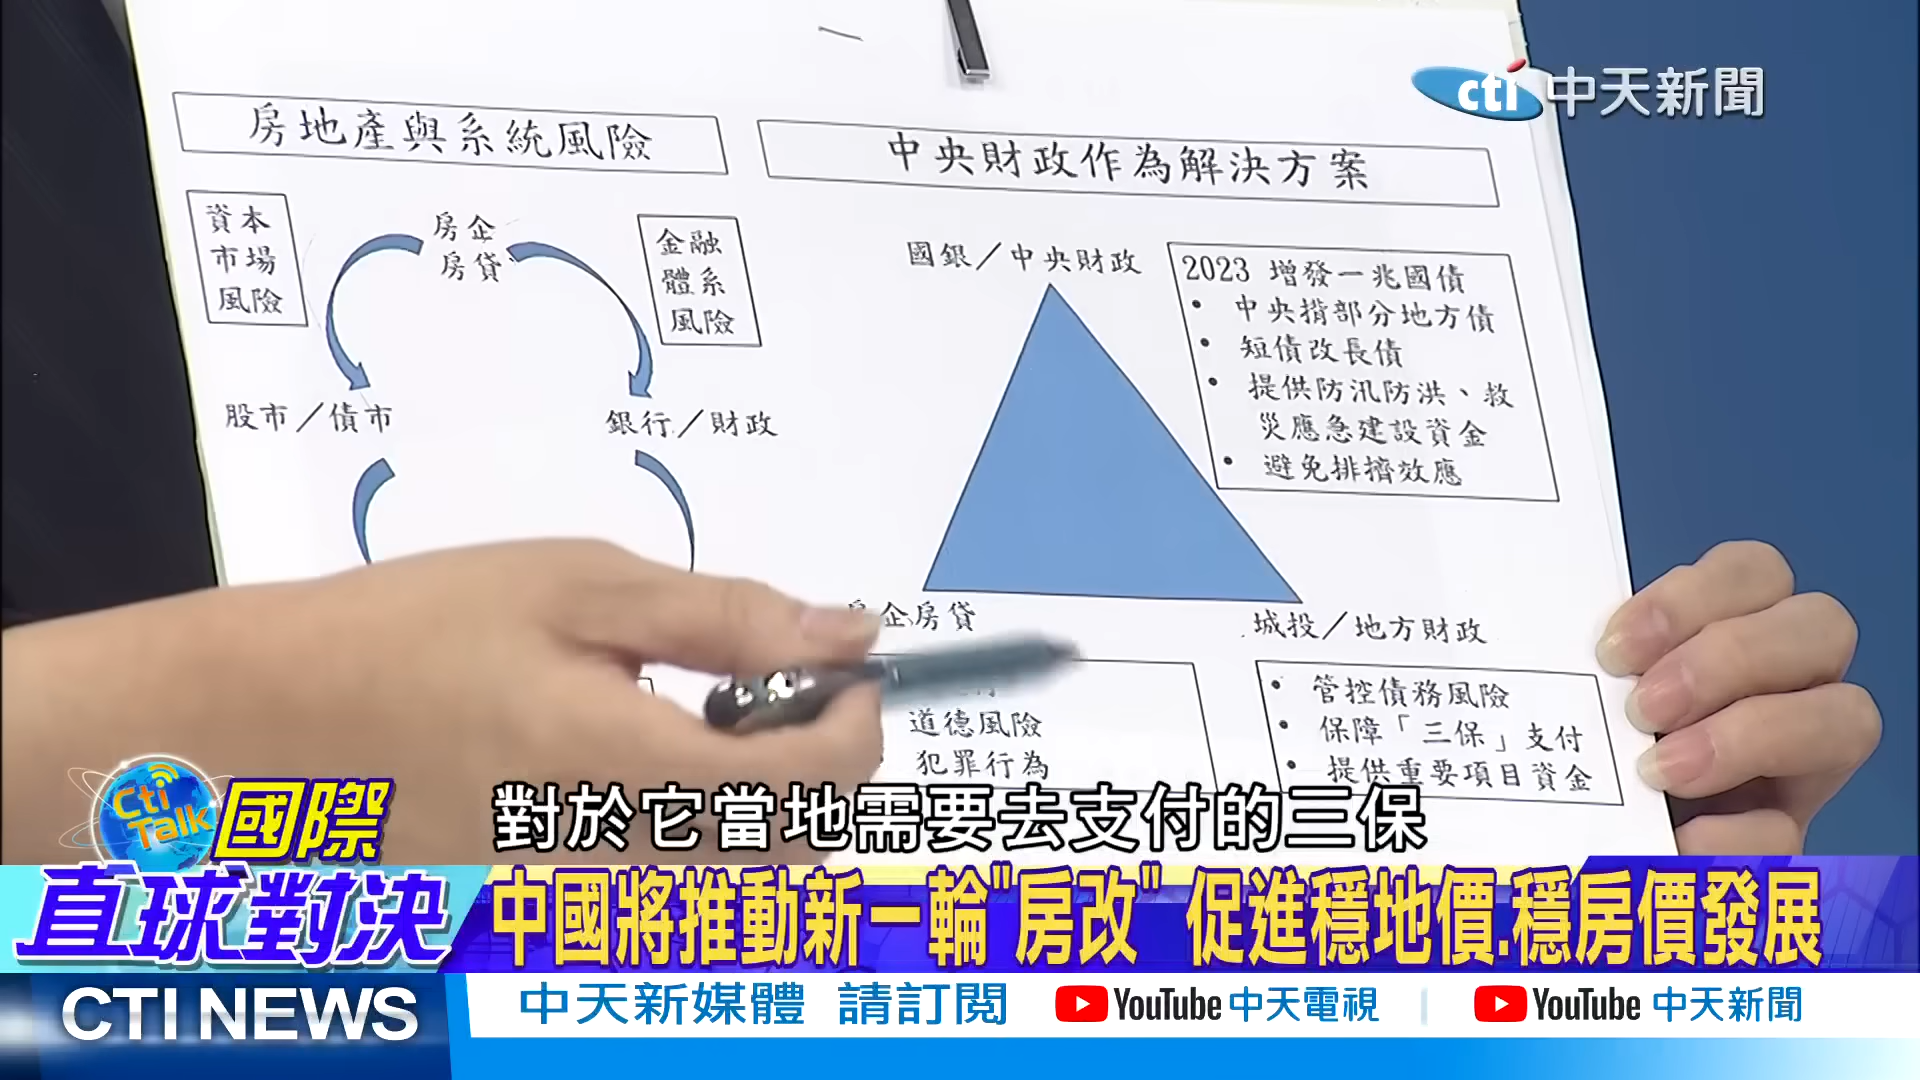 cti 中天新聞
房地產與系統風險
中央財政作為解決方案
資本
市場
風險
房企
房貸
金融
體系
風險
股市／債市
銀行／財政
國銀／中央財政
2023 增發一兆國債
• 中央揹部分地方債
• 短債改長債
• 提供防汛防洪、救
災應急建設資金
• 避免排擠效應
企房貸
城投／地方財政
道德風險
犯罪行為
• 管控債務風險
• 保障「三保」支付
• 提供重要項目資金
對於它當地需要去支付的三保
Cti Talk 國際
直球對決
中國將推動新一輪"房改" 促進穩地價.穩房價發展
CTI NEWS
中天新媒體 請訂閱 YouTube 中天電視 | YouTube 中天新聞